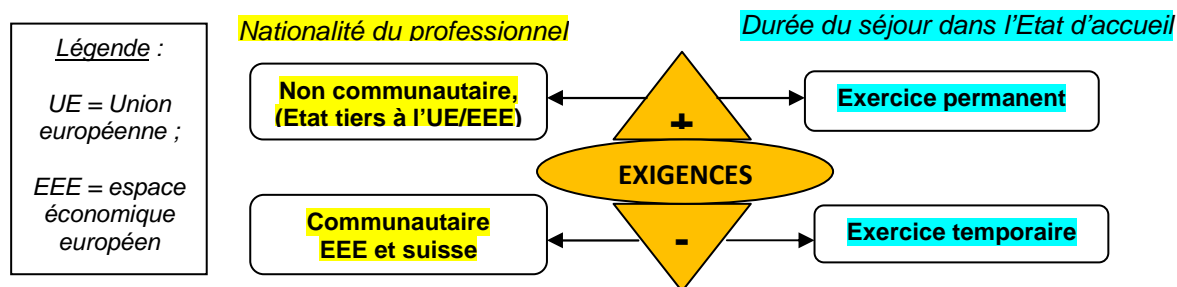 Légende :
UE = Union
européenne ;
EEE = espace
économique
européen
Nationalité du professionnel
Durée du séjour dans l’Etat d’accueil
Non communautaire,
(Etat tiers à l’UE/EEE)
+
Exercice permanent
EXIGENCES
Communautaire
EEE et suisse
-
Exercice temporaire